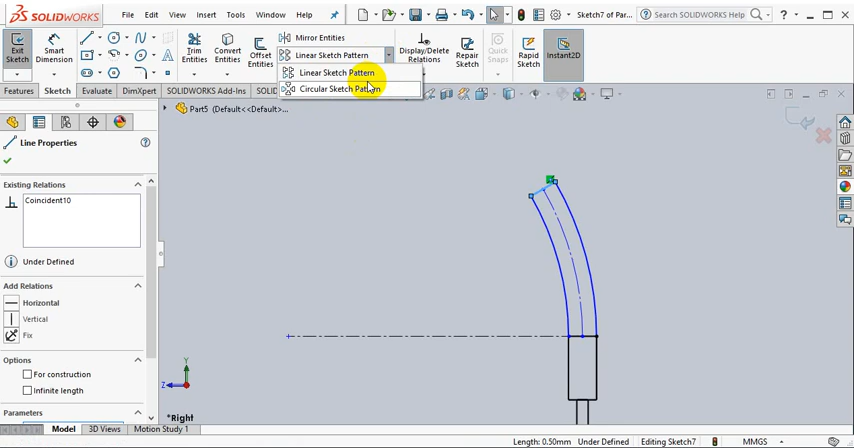 SOLIDWORKS File Edit View Insert Tools Window Help Sketch7 of Par... Search SOLIDWORKS Help
Exit Sketch
Smart Dimension
Trim Entities
Convert Entities
Offset Entities
Mirror Entities
Linear Sketch Pattern
Linear Sketch Pattern
Circular Sketch Pattern
Display/Delete Relations
Repair Sketch
Quick Snaps
Rapid Sketch
Instant2D
Features Sketch Evaluate DimXpert SOLIDWORKS Add-Ins SOLID
Part5 (Default<<Default>...
Line Properties
Existing Relations
Coincident10
Under Defined
Add Relations
Horizontal
Vertical
Fix
Options
For construction
Infinite length
Parameters
Y
Z
*Right
Model 3D Views Motion Study 1
Length: 0.50mm Under Defined Editing Sketch7 MMGS